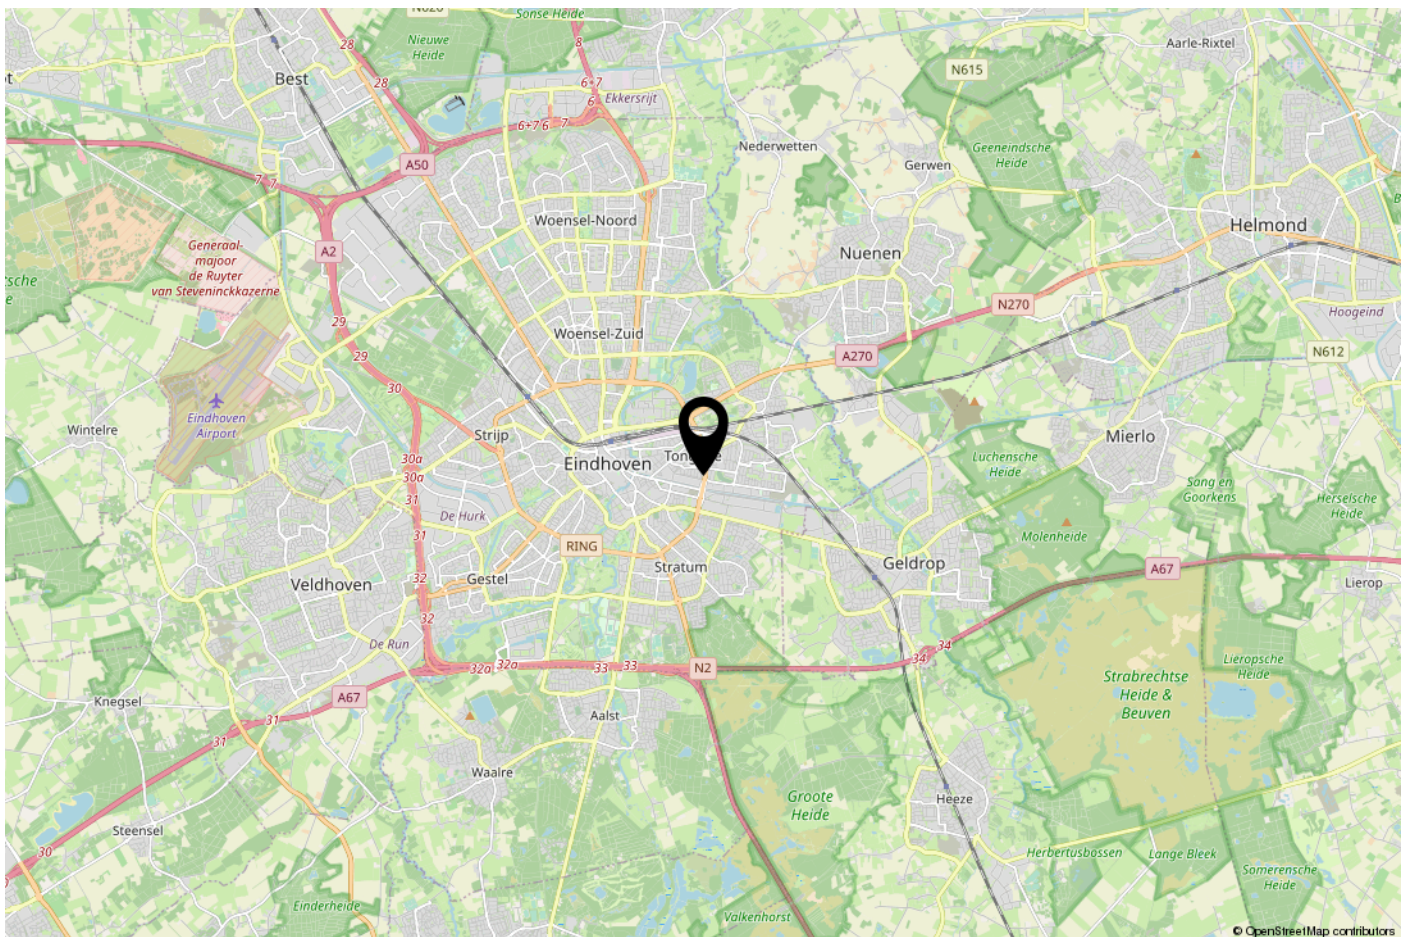 N620
Sonse Heide
28
Nieuwe
Heide
8
Aarle-Rixtel
N615
Best
28
6+7
6
Ekkersrijt
6+7 6
7
Nederwetten
Geeneindsche
Heide
A50
Gerwen
7
7
Woensel-Noord
Helmond
A2
Generaal-
majoor
de Ruyter
van Steveninckkazerne
Nuenen
N270
Hoogeind
29
Woensel-Zuid
29
A270
N612
30
Eindhoven
Airport
Wintelre
Strijp
Mierlo
30a
Eindhoven
Luchensche
Heide
30a
31
Sang en
Goorkens
Herselsche
Heide
De Hurk
31
Molenheide
RING
Geldrop
Stratum
A67
32
Gestel
Veldhoven
Lierop
32
De Run
34
34
32a
32a
33
33
N2
Lieropsche
Heide
Strabrechtse
Heide &
Beuven
Knegsel
A67
31
Aalst
31
Waalre
Groote
Heide
Heeze
Steensel
30
Herbertusbossen
Lange Bleek
Somerensche
Heide
Einderheide
Valkenhorst
© OpenStreetMap contributors